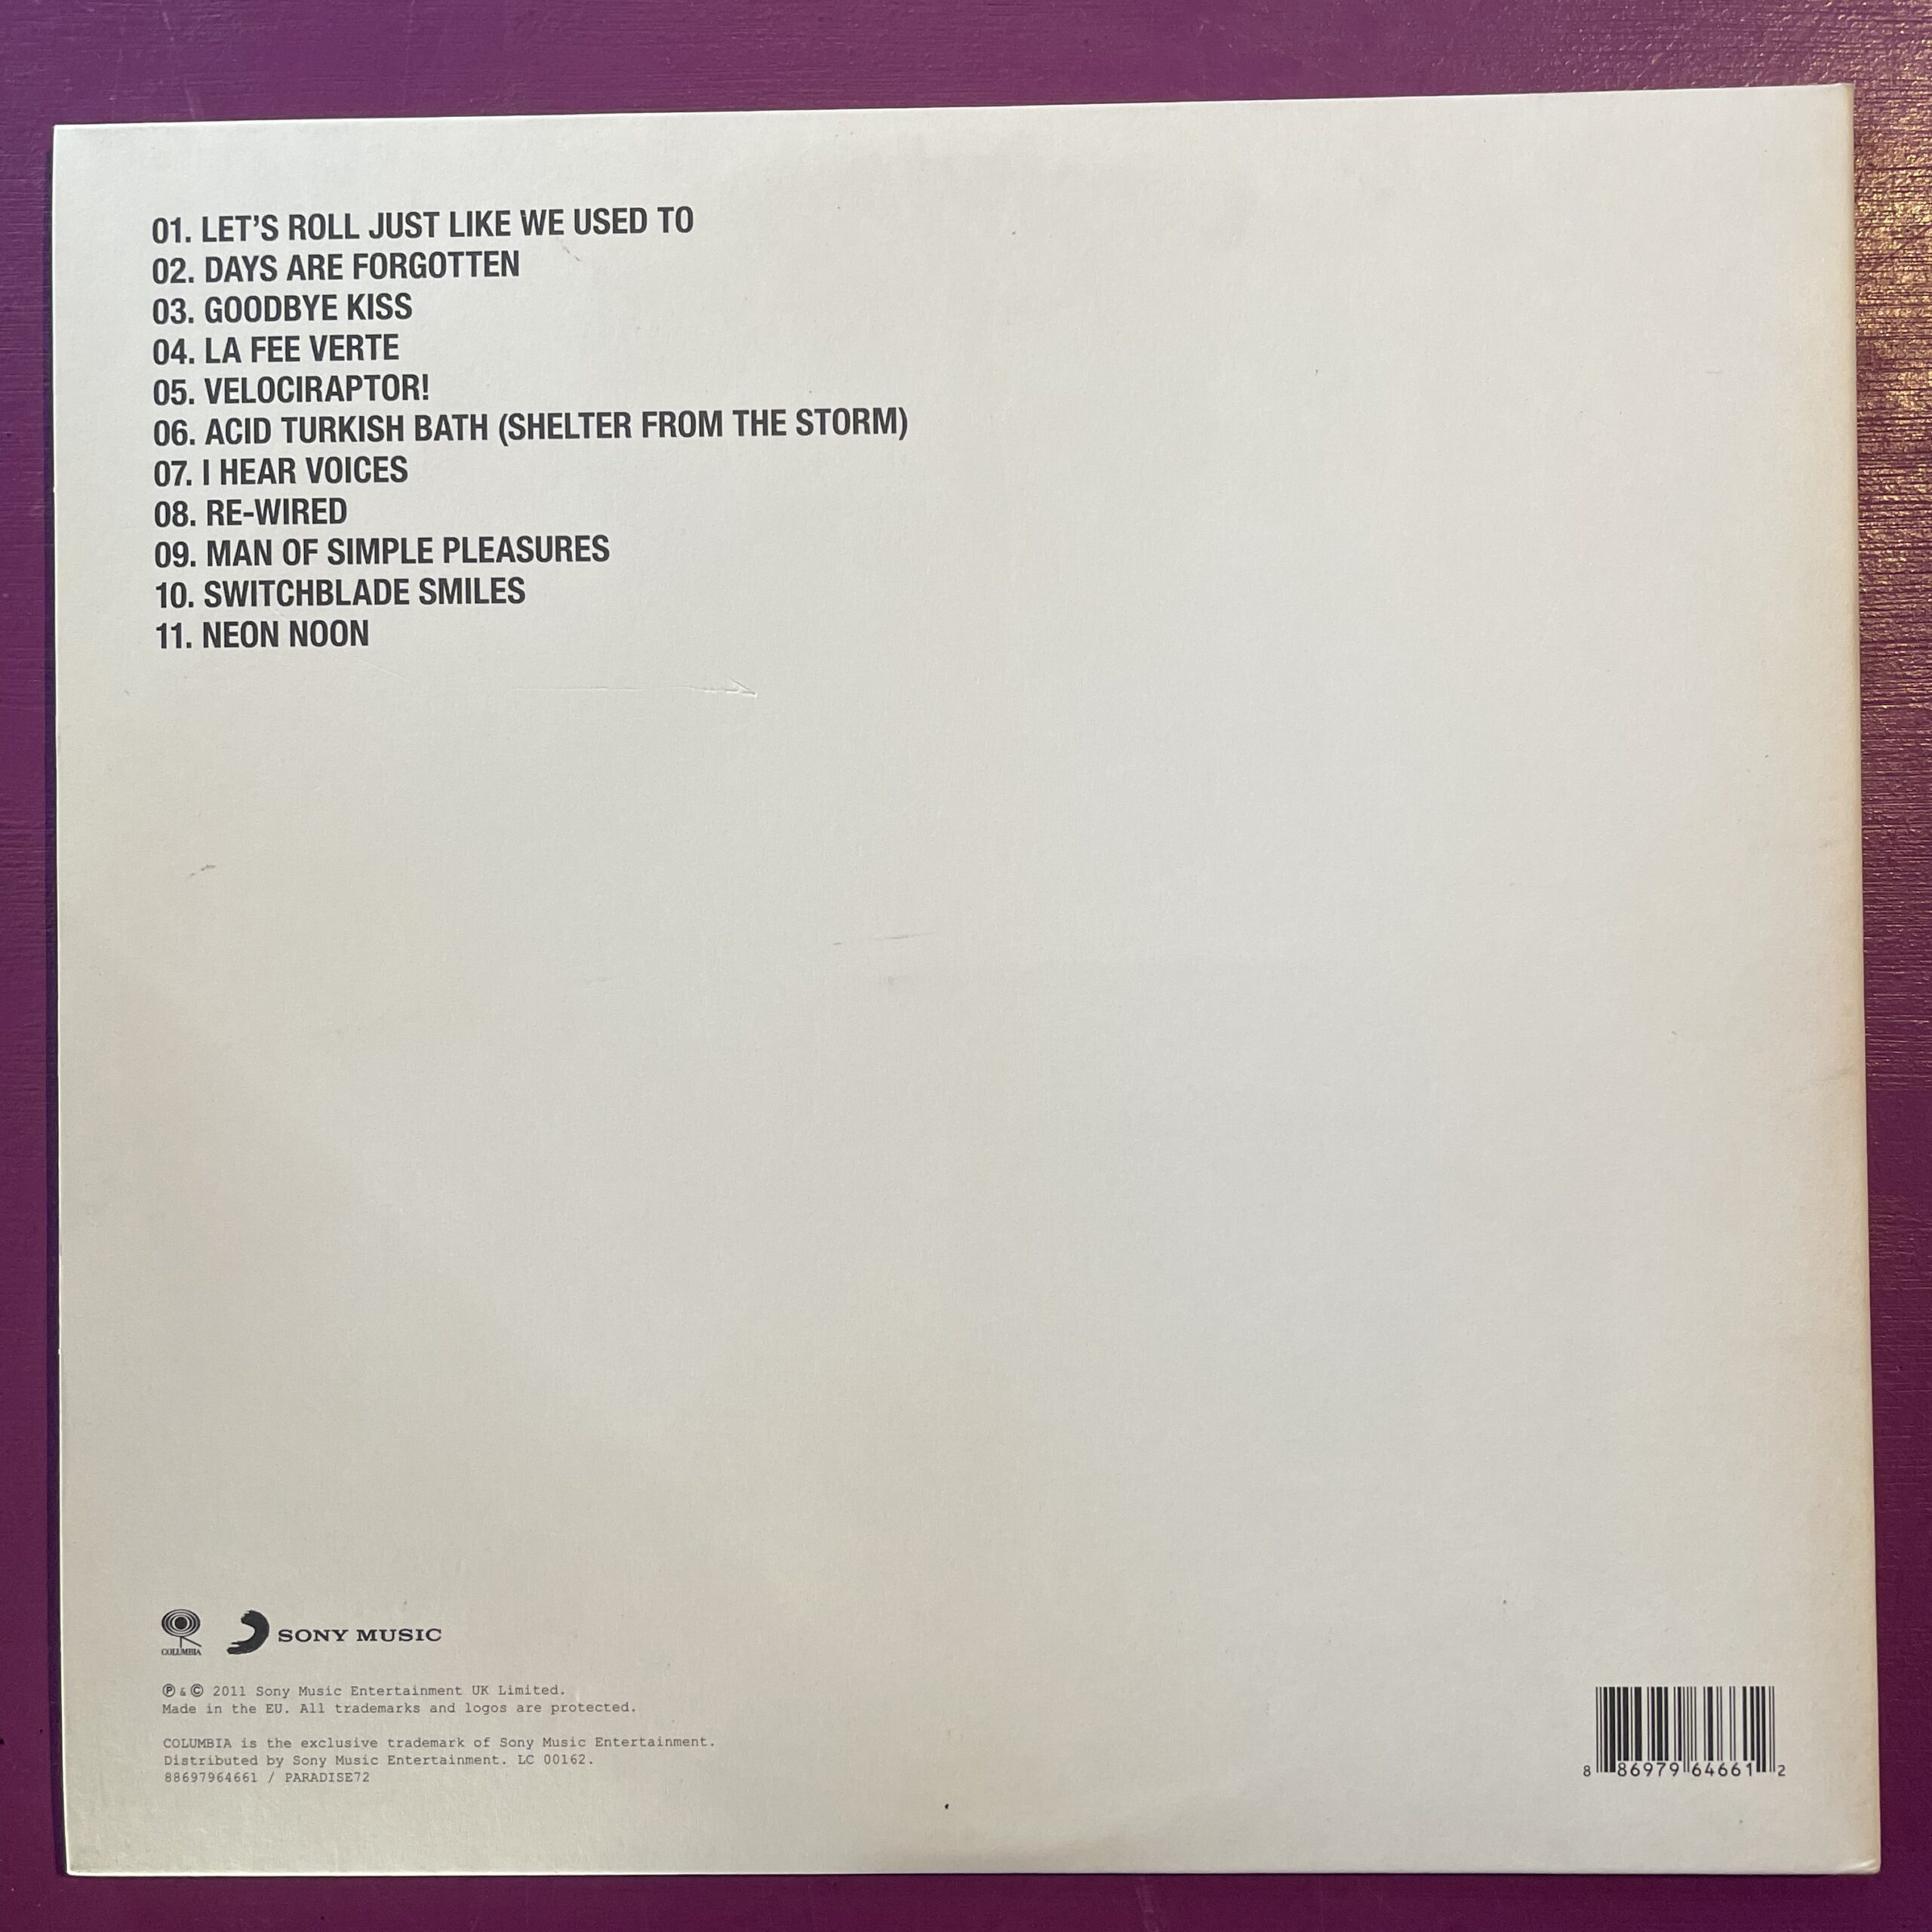 01. LET'S ROLL JUST LIKE WE USED TO
02. DAYS ARE FORGOTTEN
03. GOODBYE KISS
04. LA FEE VERTE
05. VELOCIRAPTOR!
06. ACID TURKISH BATH (SHELTER FROM THE STORM)
07. I HEAR VOICES
08. RE-WIRED
09. MAN OF SIMPLE PLEASURES
10. SWITCHBLADE SMILES
11. NEON NOON
COLUMBIA
SONY MUSIC
℗ & © 2011 Sony Music Entertainment UK Limited.
Made in the EU. All trademarks and logos are protected.
COLUMBIA is the exclusive trademark of Sony Music Entertainment.
Distributed by Sony Music Entertainment. LC 00162.
88697964661 / PARADISE72
8 86979 64661 2